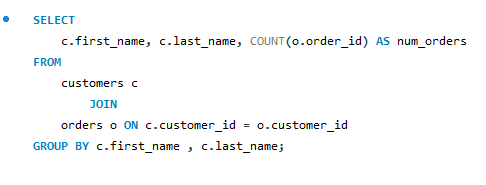 SELECT
c.first_name, c.last_name, COUNT(o.order_id) AS num_orders
FROM
customers c
JOIN
orders o ON c.customer_id = o.customer_id
GROUP BY c.first_name , c.last_name;